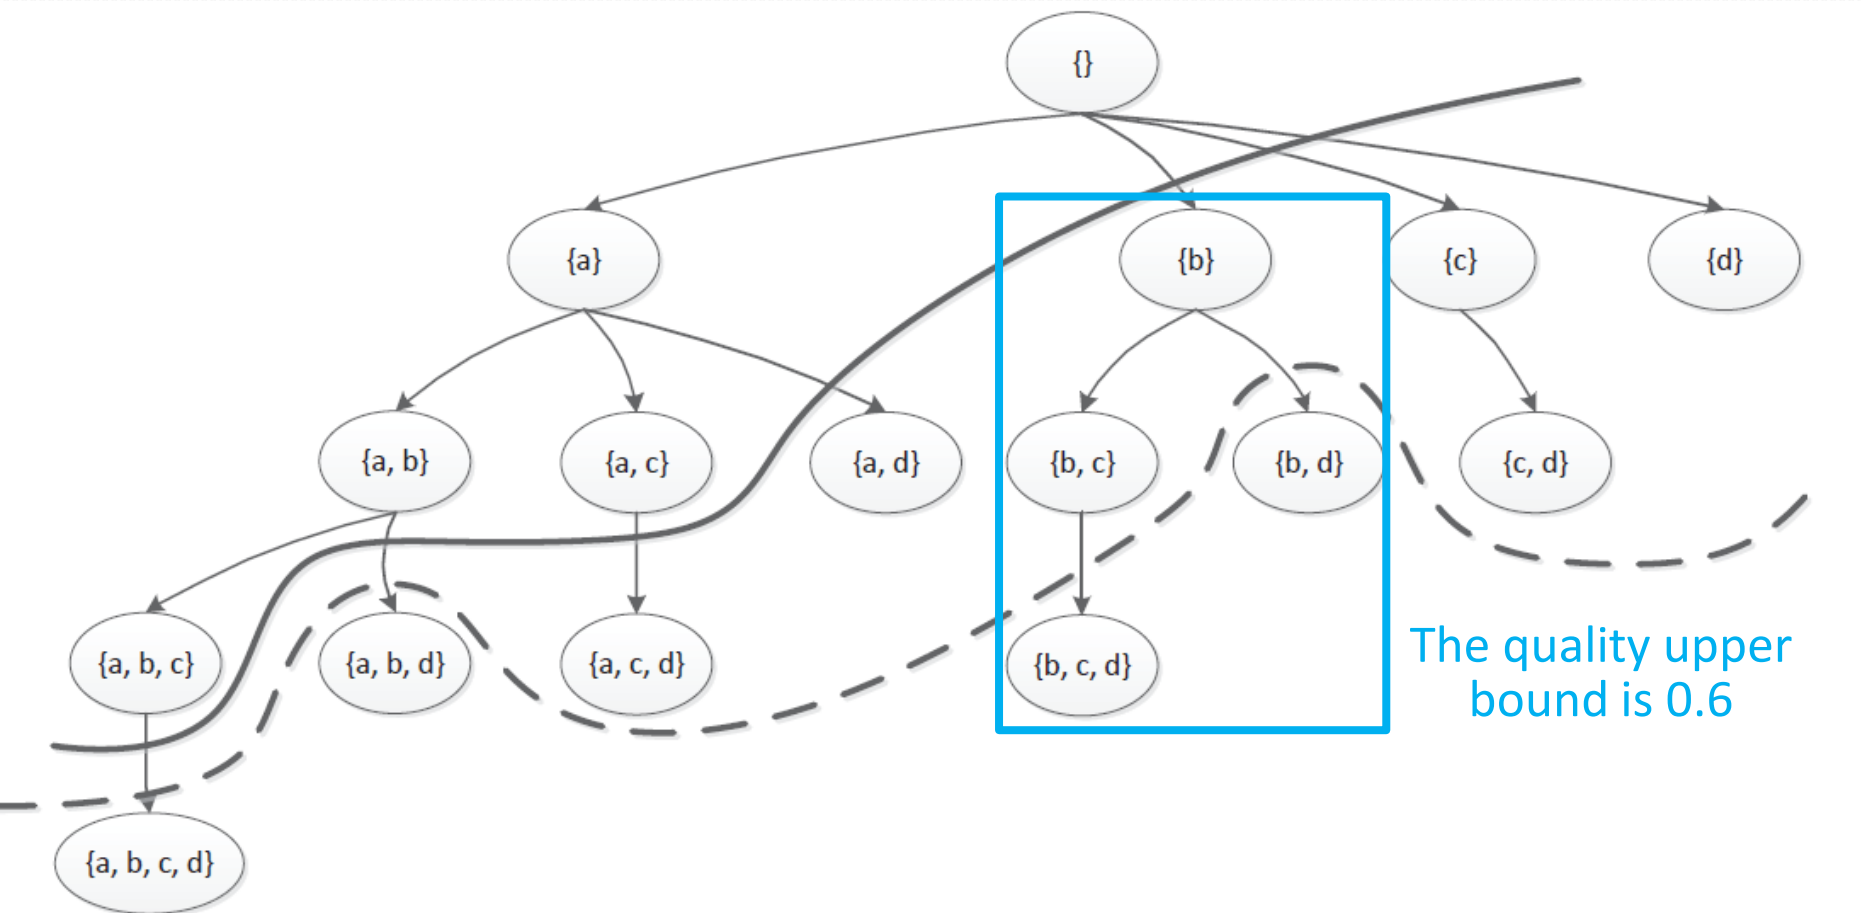 {}
{a}
{b}
{c}
{d}
{a, b}
{a, c}
{a, d}
{b, c}
{b, d}
{c, d}
{a, b, c}
{a, b, d}
{a, c, d}
{b, c, d}
The quality upper
bound is 0.6
{a, b, c, d}